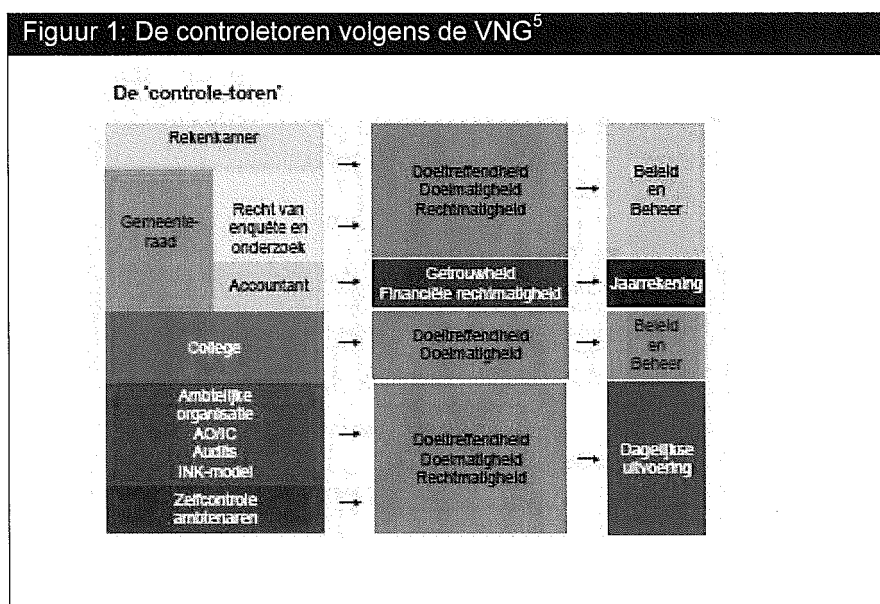 Figuur 1: De controletoren volgens de VNG5
De "controle-toren"
Rekenkamer
Gemeente-
raad
Recht van
enquête en
onderzoek
Accountant
College
Ambtelijke
organisatie
AO/IC
Audits
INK-model
Zelfcontrole
ambtenaren
Doeltreffendheid
Doelmatigheid
Rechtmatigheid
Getrouwheid
Financiële rechtmatigheid
Doeltreffendheid
Doelmatigheid
Doeltreffendheid
Doelmatigheid
Rechtmatigheid
Beleid
en
Beheer
Jaarrekening
Beleid
en
Beheer
Dagelijkse
uitvoering